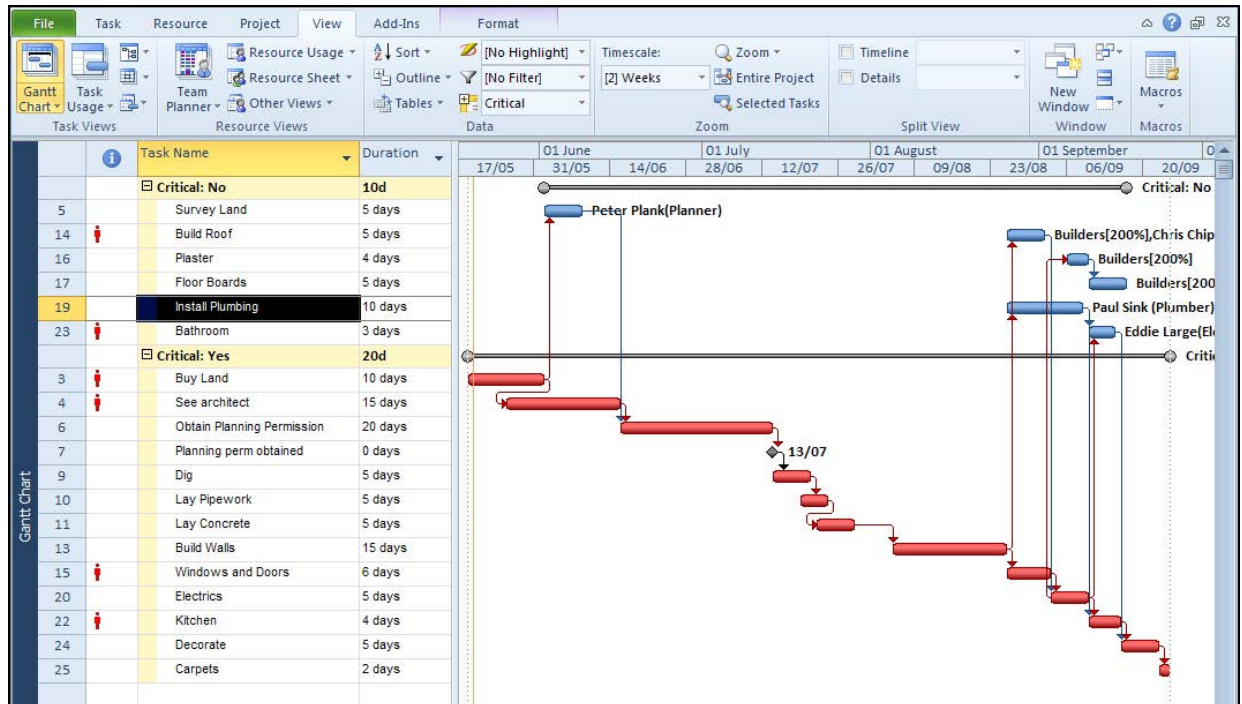 File Task Resource Project View Add-Ins Format
Resource Usage Sort [No Highlight] Timescale: Zoom Timeline
Resource Sheet Outline [No Filter] [2] Weeks Entire Project Details
Gantt Chart Task Usage Team Planner Other Views Tables Critical Selected Tasks New Window Macros
Task Views Resource Views Data Zoom Split View Window Macros
Task Name Duration 01 June 01 July 01 August 01 September 0
17/05 31/05 14/06 28/06 12/07 26/07 09/08 23/08 06/09 20/09
Critical: No 10d Critical: No
5 Survey Land 5 days Peter Plank(Planner)
14 Build Roof 5 days Builders[200%],Chris Chip
16 Plaster 4 days Builders[200%]
17 Floor Boards 5 days Builders[200
19 Install Plumbing 10 days Paul Sink (Plumber)
23 Bathroom 3 days Eddie Large(Ele
Critical: Yes 20d Critic
3 Buy Land 10 days
4 See architect 15 days
6 Obtain Planning Permission 20 days
7 Planning perm obtained 0 days 13/07
9 Dig 5 days
10 Lay Pipework 5 days
11 Lay Concrete 5 days
13 Build Walls 15 days
15 Windows and Doors 6 days
20 Electrics 5 days
22 Kitchen 4 days
24 Decorate 5 days
25 Carpets 2 days
Gantt Chart